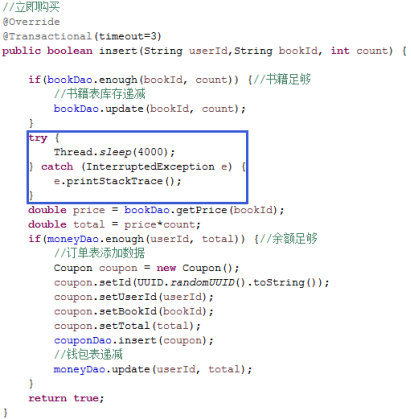 //立即购买
@Override
@Transactional(timeout=3)
public boolean insert(String userId,String bookId, int count) {
if(bookDao.enough(bookId, count)) {//书籍足够
//书籍表库存递减
bookDao.update(bookId, count);
}
try {
Thread.sleep(4000);
} catch (InterruptedException e) {
e.printStackTrace();
}
double price = bookDao.getPrice(bookId);
double total = price*count;
if(moneyDao.enough(userId, total)) {//余额足够
//订单表添加数据
Coupon coupon = new Coupon();
coupon.setId(UUID.randomUUID().toString());
coupon.setUserId(userId);
coupon.setBookId(bookId);
coupon.setTotal(total);
couponDao.insert(coupon);
//钱包表递减
moneyDao.update(userId, total);
}
return true;
}